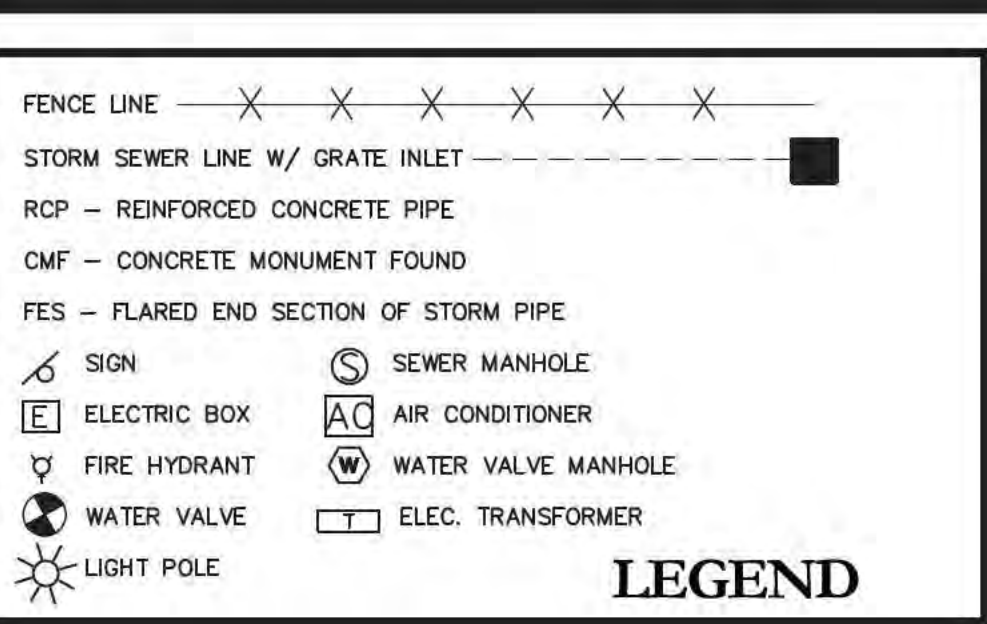 FENCE LINE X X X X X X
STORM SEWER LINE W/ GRATE INLET
RCP – REINFORCED CONCRETE PIPE
CMF – CONCRETE MONUMENT FOUND
FES – FLARED END SECTION OF STORM PIPE
SIGN S SEWER MANHOLE
E ELECTRIC BOX AC AIR CONDITIONER
FIRE HYDRANT W WATER VALVE MANHOLE
WATER VALVE T ELEC. TRANSFORMER
LIGHT POLE LEGEND